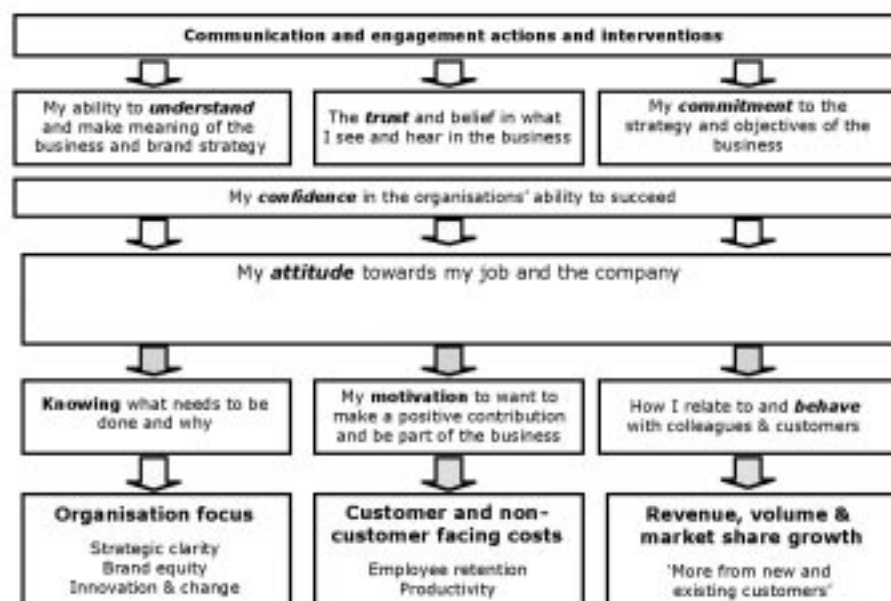 Communication and engagement actions and interventions
My ability to understand
and make meaning of the
business and brand strategy
The trust and belief in what
I see and hear in the business
My commitment to the
strategy and objectives of the
business
My confidence in the organisations' ability to succeed
My attitude towards my job and the company
Knowing what needs to be
done and why
My motivation to want to
make a positive contribution
and be part of the business
How I relate to and behave
with colleagues & customers
Organisation focus
Strategic clarity
Brand equity
Innovation & change
Customer and non-
customer facing costs
Employee retention
Productivity
Revenue, volume &
market share growth
'More from new and
existing customers'